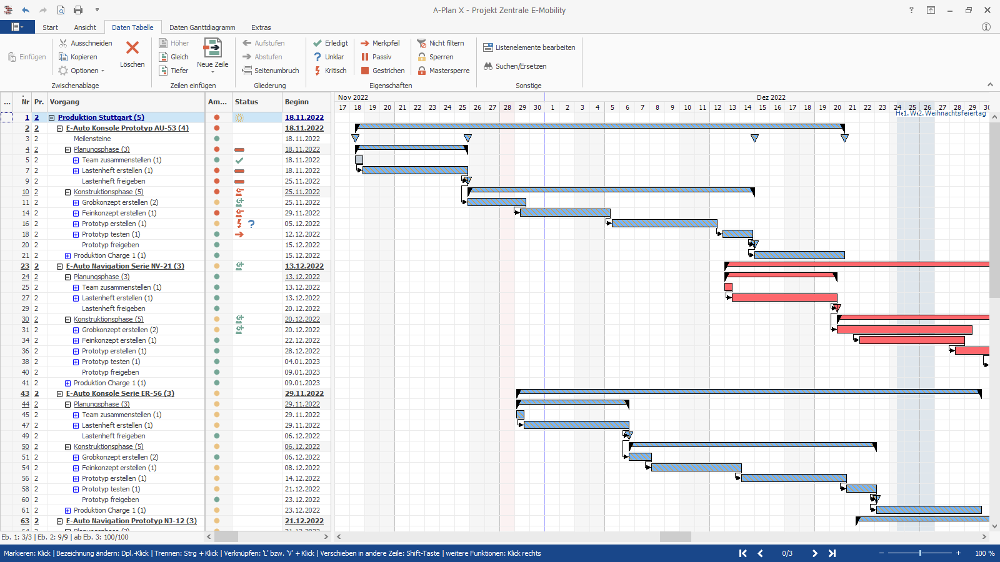 A-Plan X - Projekt Zentrale E-Mobility
Start Ansicht Daten Tabelle Daten Ganttdiagramm Extras
Einfügen
Ausschneiden
Kopieren
Optionen
Löschen
Zwischenablage
Höher
Gleich
Tiefer
Neue Zeile
Zeilen einfügen
Aufstufen
Abstufen
Seitenumbruch
Gliederung
Erledigt
Unklar
Kritisch
Merkpfeil
Passiv
Gestrichen
Nicht filtern
Sperren
Mastersperre
Eigenschaften
Listenelemente bearbeiten
Suchen/Ersetzen
Sonstige
... Nr Pr. Vorgang Am... Status Beginn
Nov 2022 Dez 2022
17 18 19 20 21 22 23 24 25 26 27 28 29 30 1 2 3 4 5 6 7 8 9 10 11 12 13 14 15 16 17 18 19 20 21 22 23 24 25 26 27 28 29 30
2. Weihnachtsfeiertag
1 2 Produktion Stuttgart (5) 18.11.2022
2 2 E-Auto Konsole Prototyp AU-53 (4) 18.11.2022
3 2 Meilensteine 18.11.2022
4 2 Planungsphase (3) 18.11.2022
5 2 Team zusammenstellen (1) 18.11.2022
7 2 Lastenheft erstellen (1) 18.11.2022
9 2 Lastenheft freigeben 25.11.2022
10 2 Konstruktionsphase (5) 25.11.2022
11 2 Grobkonzept erstellen (2) 25.11.2022
14 2 Feinkonzept erstellen (1) 29.11.2022
16 2 Prototyp erstellen (1) ? 05.12.2022
18 2 Prototyp testen (1) 12.12.2022
20 2 Prototyp freigeben 15.12.2022
21 2 Produktion Charge 1 (1) 15.12.2022
23 2 E-Auto Navigation Serie NV-21 (3) 13.12.2022
24 2 Planungsphase (3) 13.12.2022
25 2 Team zusammenstellen (1) 13.12.2022
27 2 Lastenheft erstellen (1) 13.12.2022
29 2 Lastenheft freigeben 20.12.2022
30 2 Konstruktionsphase (5) 20.12.2022
31 2 Grobkonzept erstellen (2) 20.12.2022
34 2 Feinkonzept erstellen (1) 22.12.2022
36 2 Prototyp erstellen (1) 28.12.2022
38 2 Prototyp testen (1) 04.01.2023
40 2 Prototyp freigeben 09.01.2023
41 2 Produktion Charge 1 (1) 09.01.2023
43 2 E-Auto Konsole Serie ER-56 (3) 29.11.2022
44 2 Planungsphase (3) 29.11.2022
45 2 Team zusammenstellen (1) 29.11.2022
47 2 Lastenheft erstellen (1) 29.11.2022
49 2 Lastenheft freigeben 06.12.2022
50 2 Konstruktionsphase (5) 06.12.2022
51 2 Grobkonzept erstellen (2) 06.12.2022
54 2 Feinkonzept erstellen (1) 08.12.2022
56 2 Prototyp erstellen (1) 14.12.2022
58 2 Prototyp testen (1) 21.12.2022
60 2 Prototyp freigeben 23.12.2022
61 2 Produktion Charge 1 (1) 23.12.2022
63 2 E-Auto Navigation Prototyp NJ-12 (3) 21.12.2022
Eb. 1: 3/3 | Eb. 2: 9/9 | ab Eb. 3: 100/100
Markieren: Klick | Bezeichnung ändern: Dpl.-Klick | Trennen: Strg + Klick | Verknüpfen: 'L' bzw. 'V' + Klick | Verschieben in andere Zeile: Shift-Taste | weitere Funktionen: Klick rechts 0/3 100 %